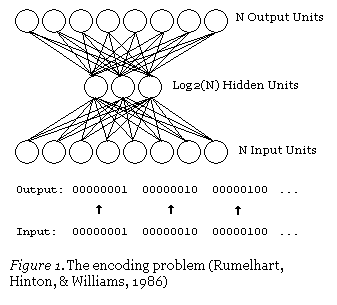 N Output Units
Log2(N) Hidden Units
N Input Units
Output: 00000001 00000010 00000100 ...
Input: 00000001 00000010 00000100 ...
Figure 1. The encoding problem (Rumelhart,
Hinton, & Williams, 1986)